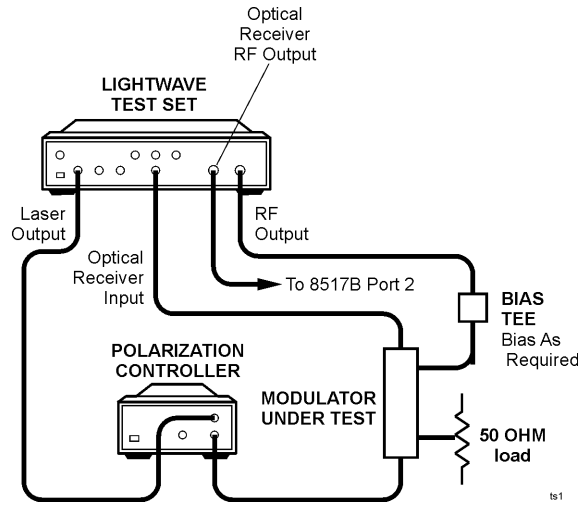 Optical
Receiver
RF Output
LIGHTWAVE
TEST SET
Laser
Output
Optical
Receiver
Input
RF
Output
To 8517B Port 2
BIAS
TEE
Bias As
Required
POLARIZATION
CONTROLLER
MODULATOR
UNDER TEST
50 OHM
load
ts1